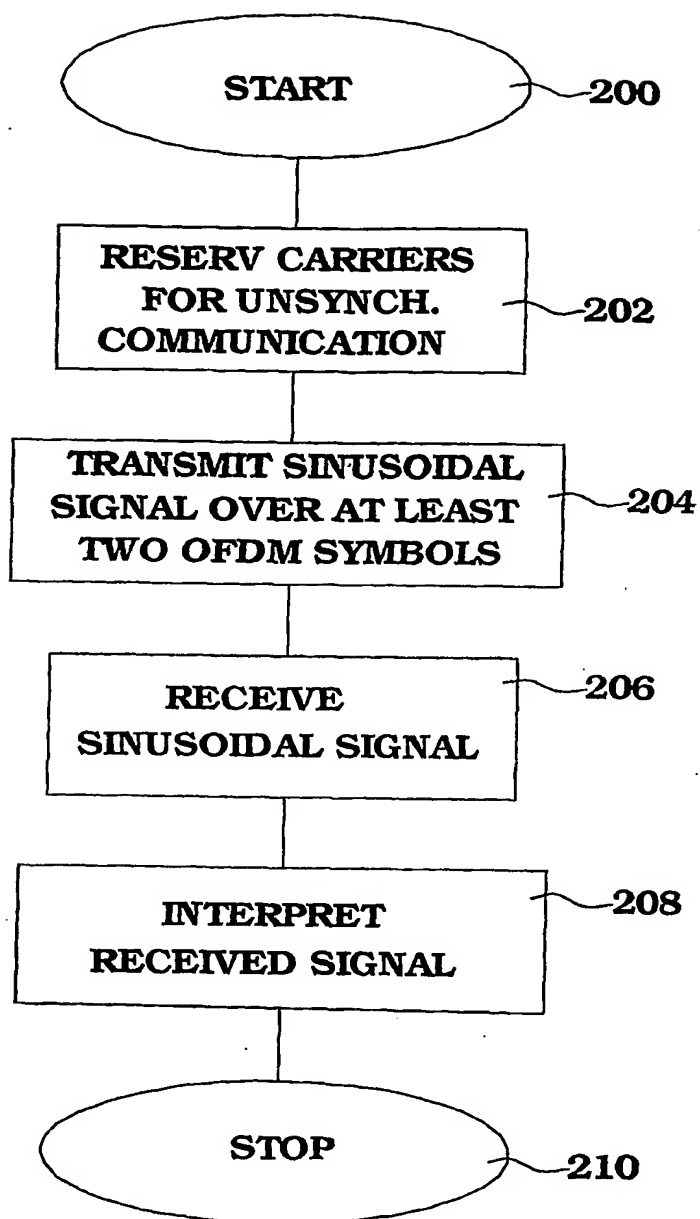 START
200
RESERV CARRIERS
FOR UNSYNCH.
COMMUNICATION
202
TRANSMIT SINUSOIDAL
SIGNAL OVER AT LEAST
TWO OFDM SYMBOLS
204
RECEIVE
SINUSOIDAL SIGNAL
206
INTERPRET
RECEIVED SIGNAL
208
STOP
210